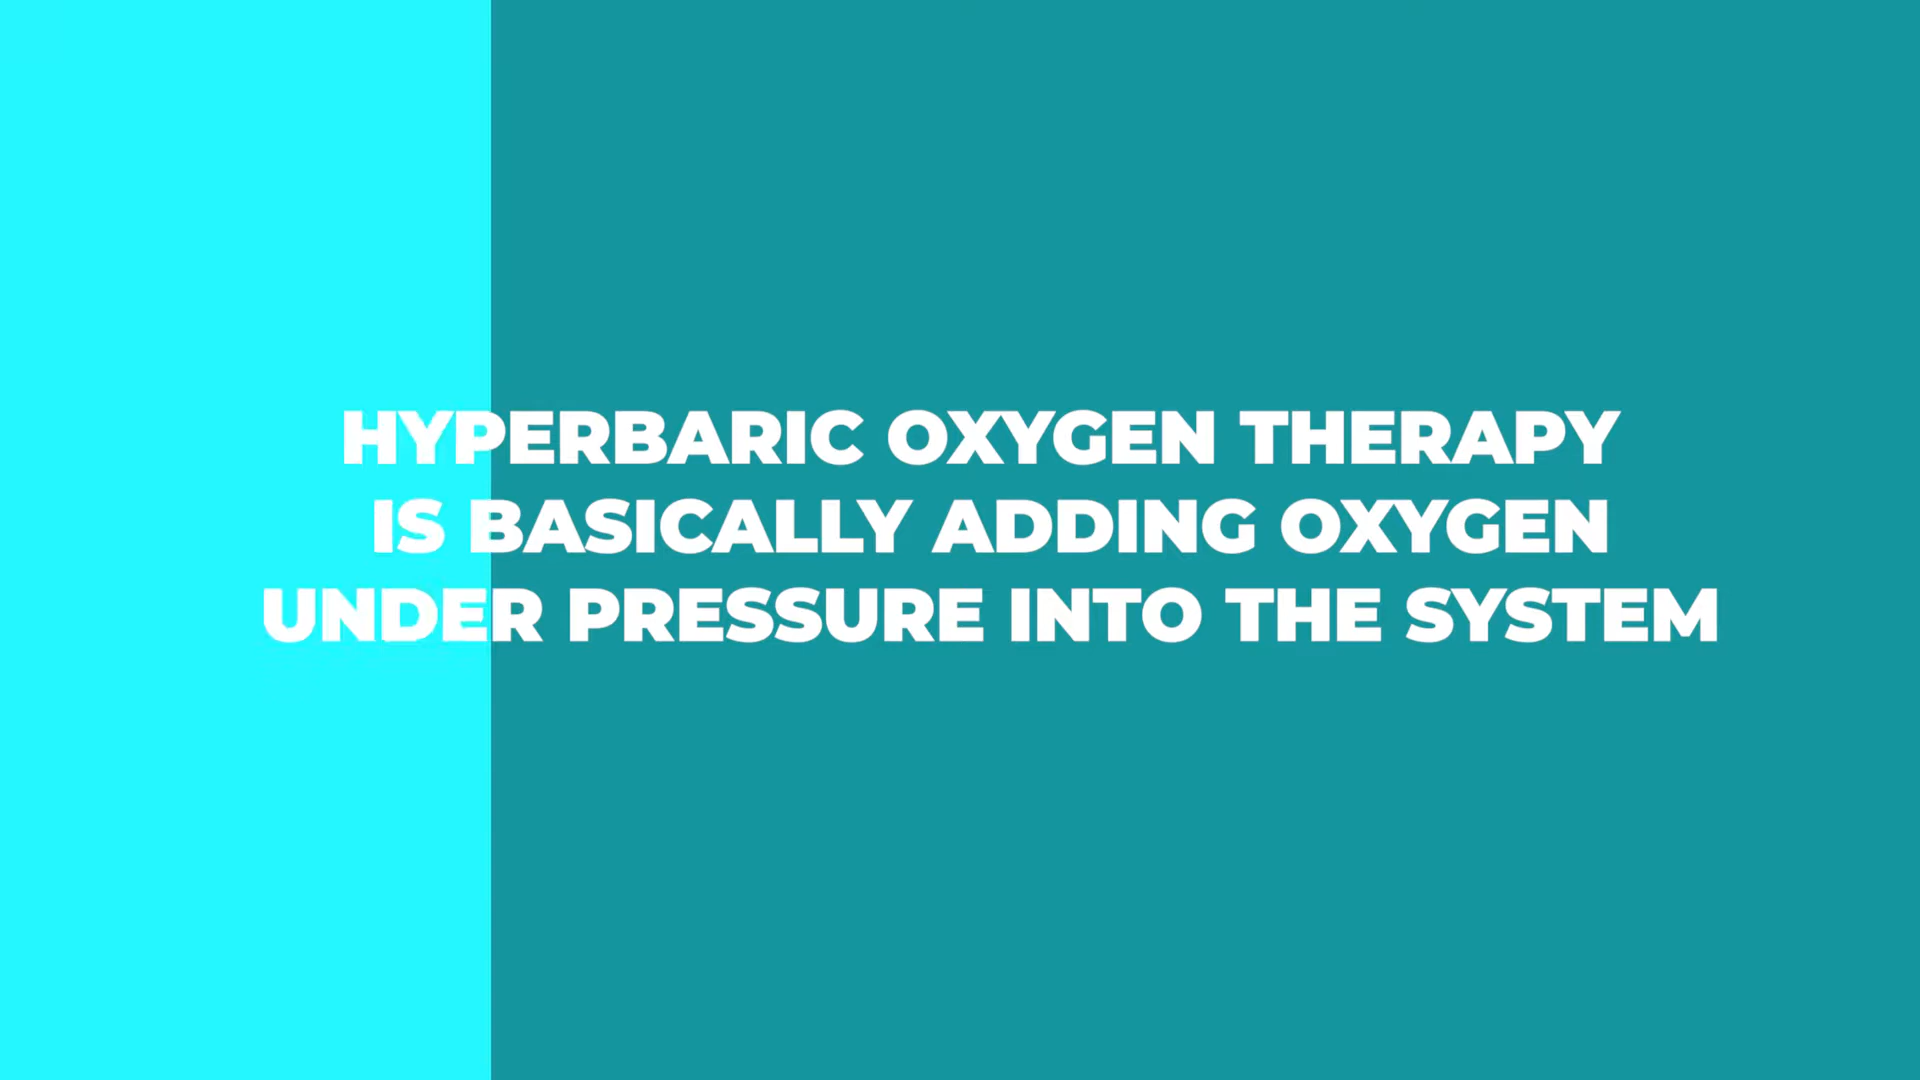 HYPERBARIC OXYGEN THERAPY
IS BASICALLY ADDING OXYGEN
UNDER PRESSURE INTO THE SYSTEM